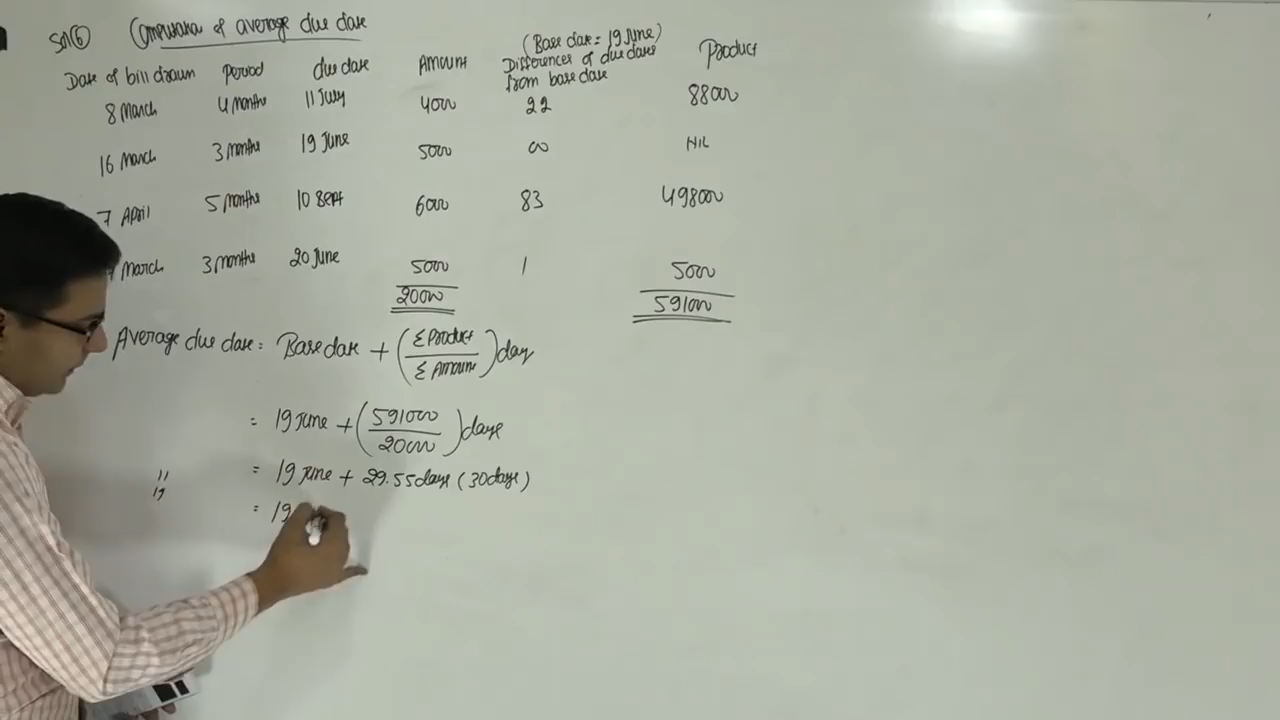 Sol⑥ Computation of average due date
(Base date = 19 June)
Date of bill drawn Period due date Amount Differences of due dates from base date Product
8 March 4 months 11 July 4000 22 88000
16 March 3 months 19 June 5000 00 NIL
7 April 5 months 10 Sept 6000 83 498000
March 3 months 20 June 5000 1 5000
20000 591000
Average due date = Base date + (Σ Product / Σ Amount) day
= 19 June + (591000 / 20000) days
= 19 June + 29.55 days (30 days)
= 19